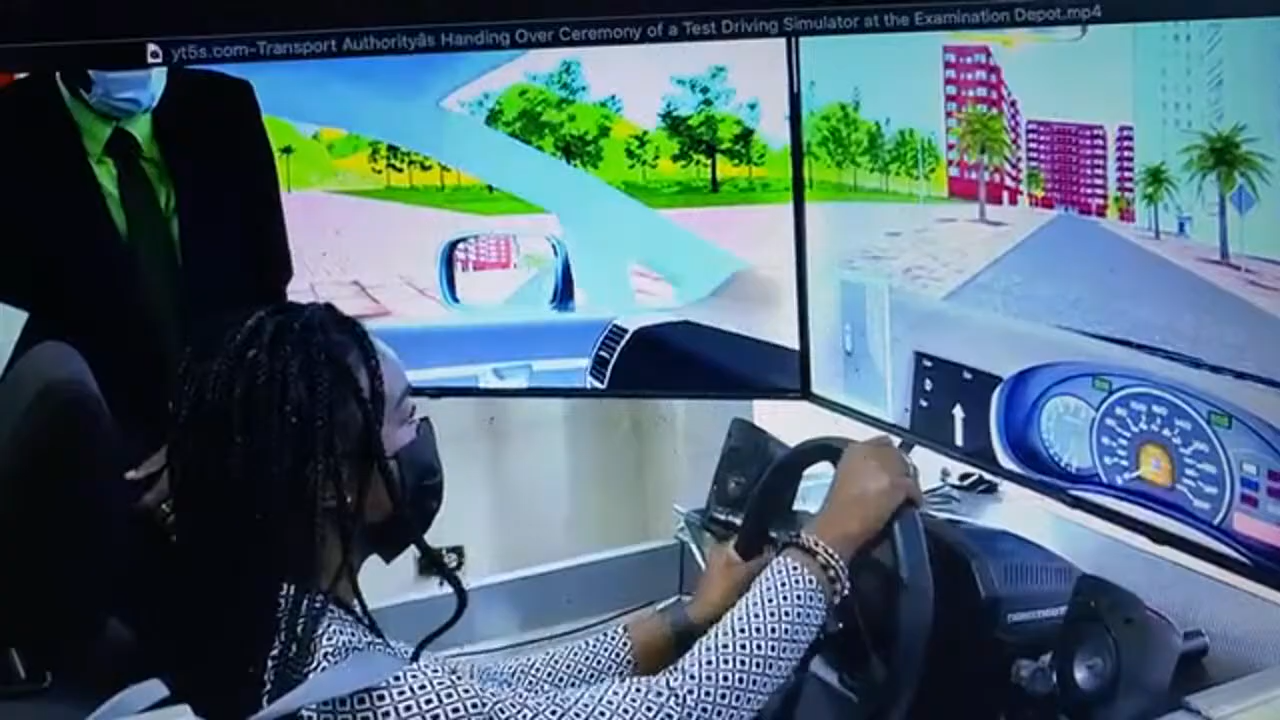 yt5s.com-Transport Authorityâs Handing Over Ceremony of a Test Driving Simulator at the Examination Depot.mp4